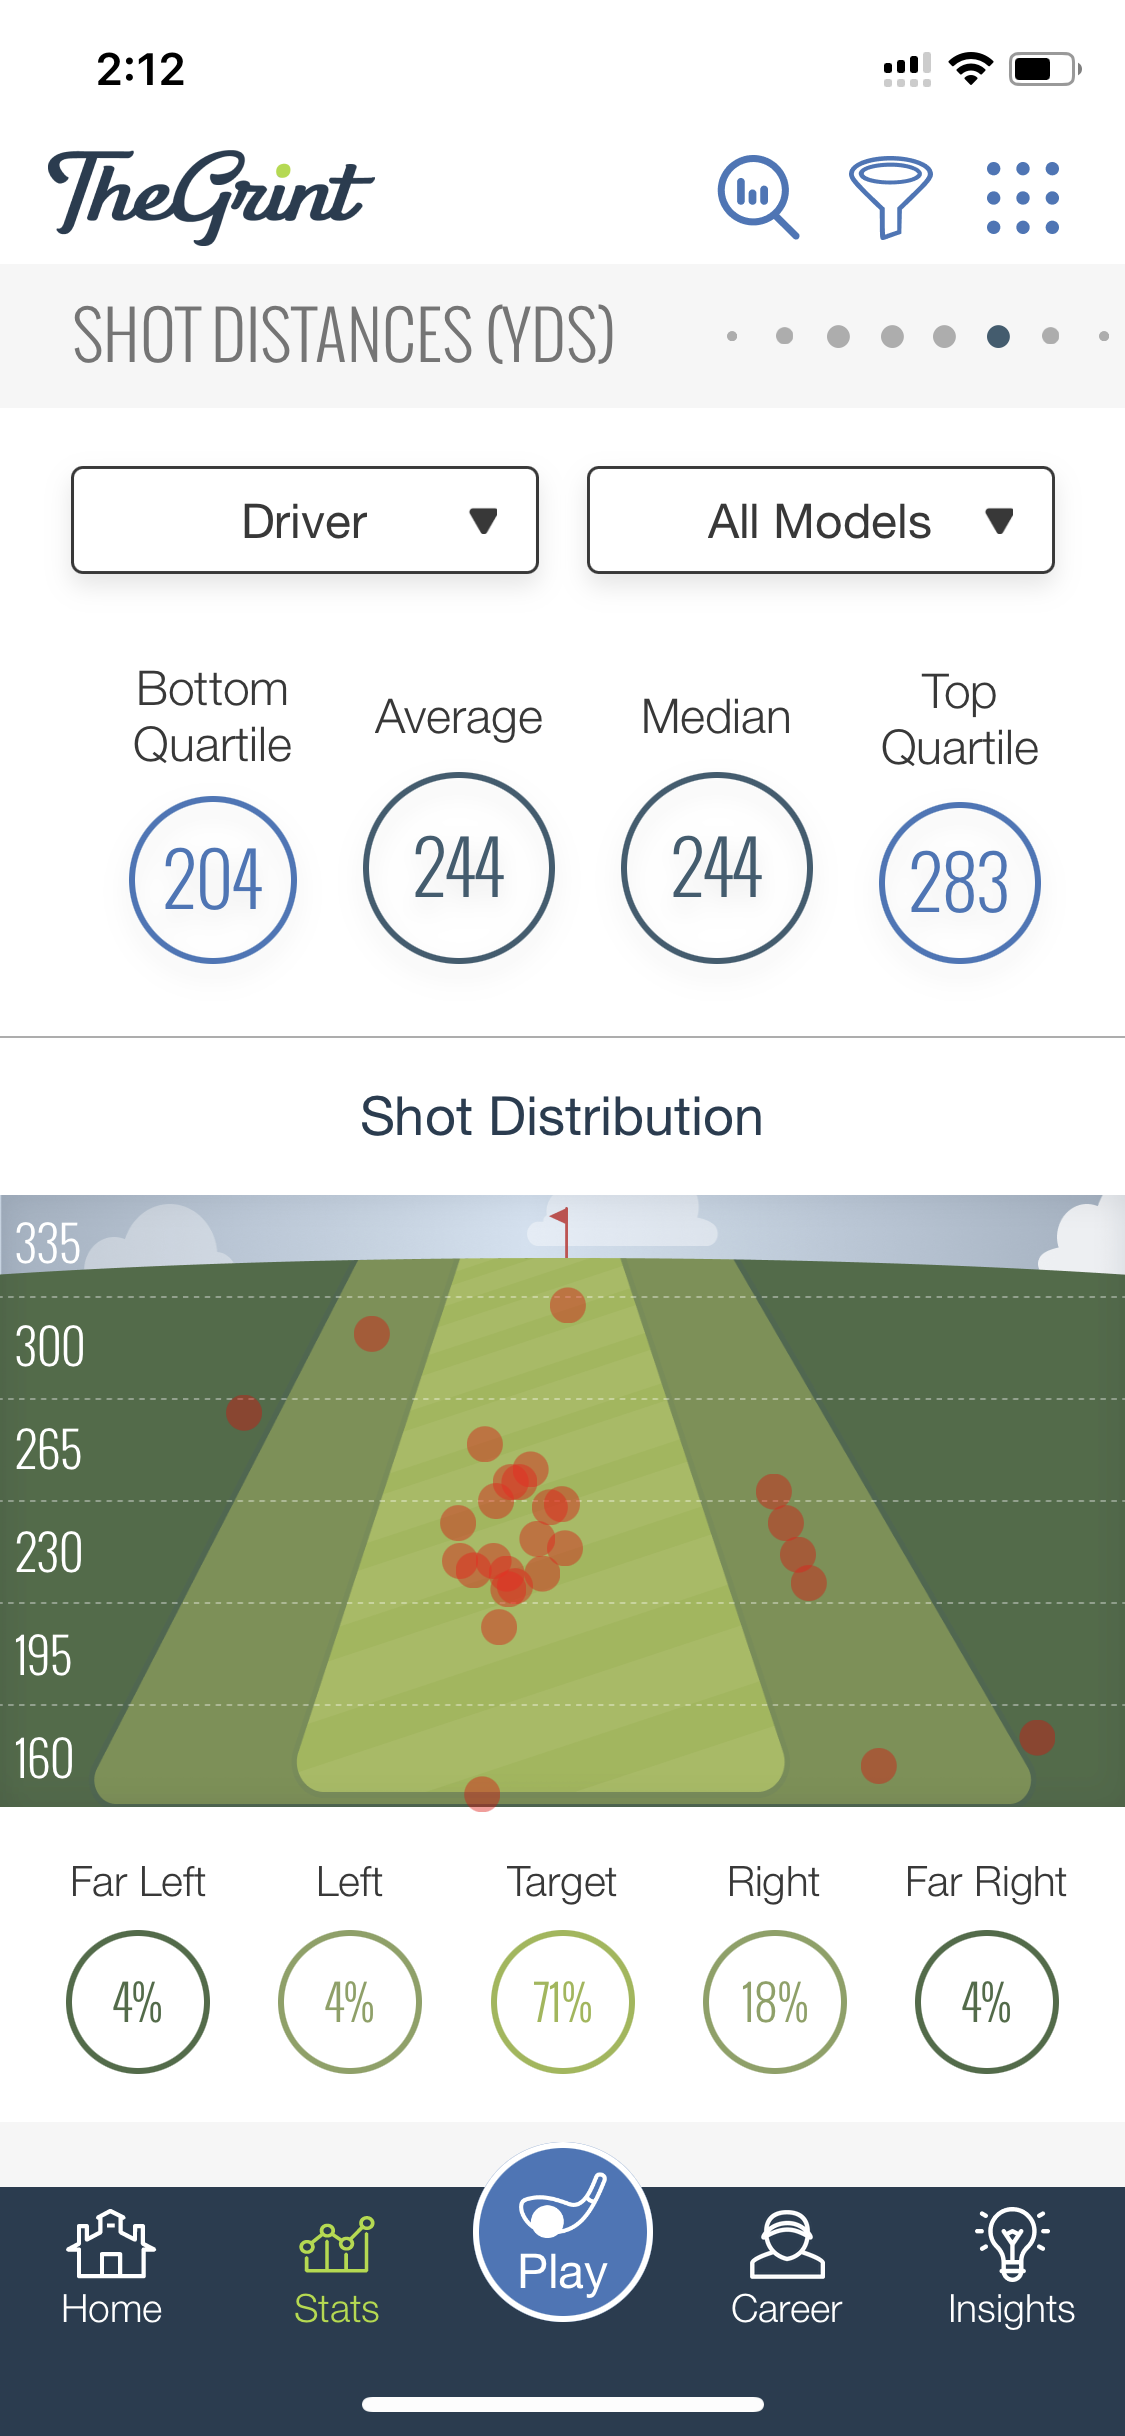 2:12
TheGrint
SHOT DISTANCES (YDS)
Driver
All Models
Bottom
Quartile
Average
Median
Top
Quartile
204
244
244
283
Shot Distribution
335
300
265
230
195
160
Far Left
Left
Target
Right
Far Right
4%
4%
71%
18%
4%
Home
Stats
Play
Career
Insights